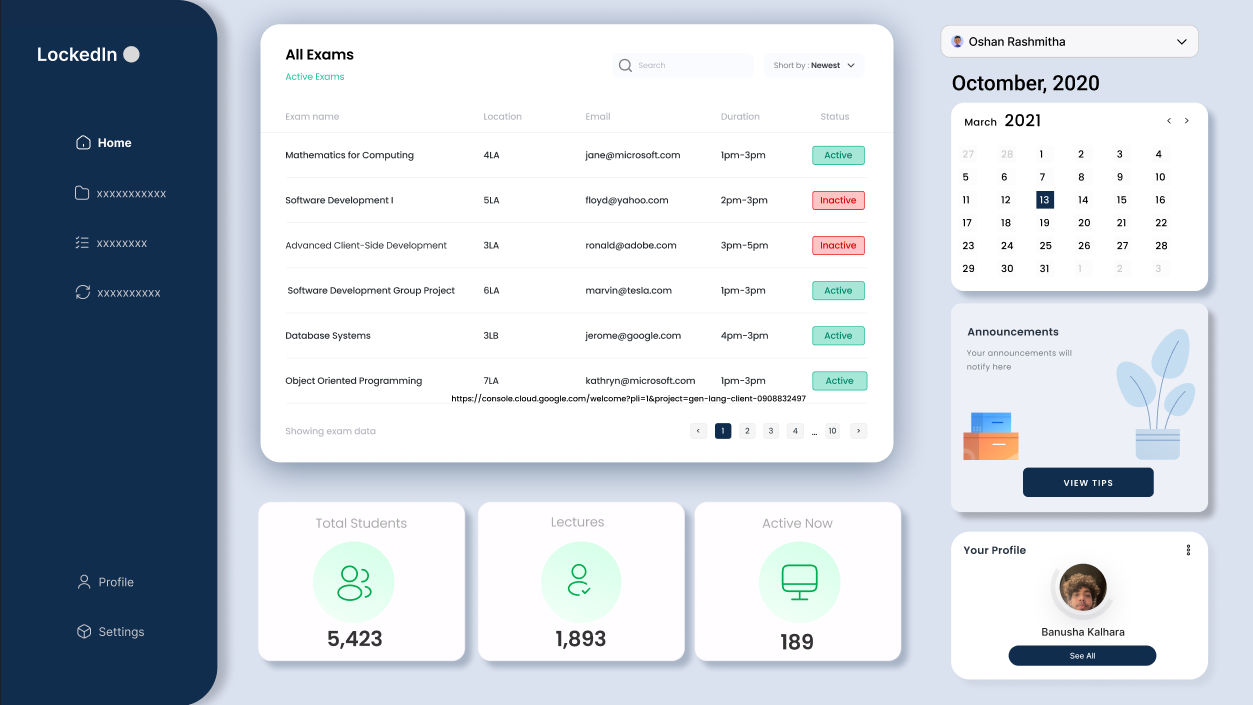 LockedIn
Home
xxxxxxxxxxx
xxxxxxxx
xxxxxxxxxx
Profile
Settings
All Exams
Active Exams
Search
Short by : Newest
Exam name Location Email Duration Status
Mathematics for Computing 4LA jane@microsoft.com 1pm-3pm Active
Software Development I 5LA floyd@yahoo.com 2pm-3pm Inactive
Advanced Client-Side Development 3LA ronald@adobe.com 3pm-5pm Inactive
Software Development Group Project 6LA marvin@tesla.com 1pm-3pm Active
Database Systems 3LB jerome@google.com 4pm-3pm Active
Object Oriented Programming 7LA kathryn@microsoft.com 1pm-3pm Active
https://console.cloud.google.com/welcome?pli=1&project=gen-lang-client-0908832497
Showing exam data
< 1 2 3 4 ... 10 >
Total Students
5,423
Lectures
1,893
Active Now
189
Oshan Rashmitha
Octomber, 2020
March 2021 < >
27 28 1 2 3 4
5 6 7 8 9 10
11 12 13 14 15 16
17 18 19 20 21 22
23 24 25 26 27 28
29 30 31 1 2 3
Announcements
Your announcements will
notify here
VIEW TIPS
Your Profile
Banusha Kalhara
See All